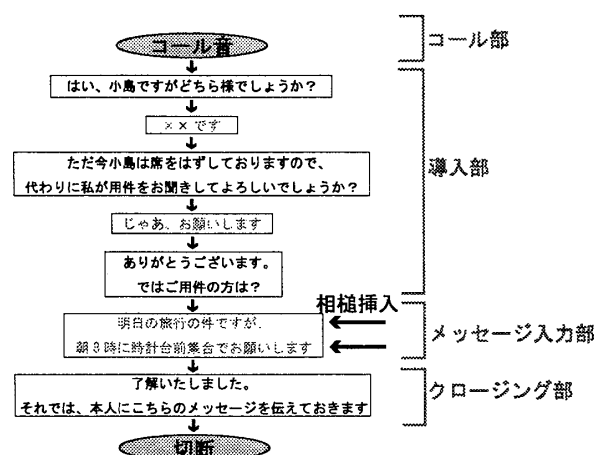 コール音
コール部
はい、小島ですがどちら様でしょうか？
××です
ただ今小島は席をはずしておりますので、
代わりに私が用件をお聞きしてよろしいでしょうか？
導入部
じゃあ、お願いします
ありがとうございます。
ではご用件の方は？
相槌挿入
明日の旅行の件ですが、
朝8時に時計台前集合でお願いします
メッセージ入力部
了解いたしました。
それでは、本人にこちらのメッセージを伝えておきます
クロージング部
切断